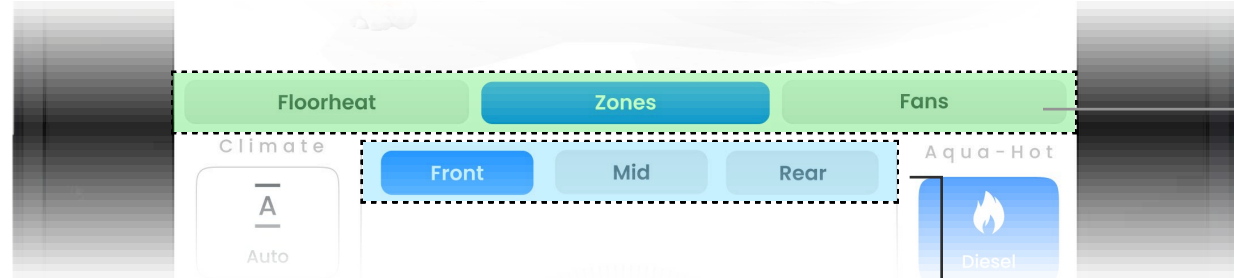 Floorheat Zones Fans
Climate
Front Mid Rear
Aqua-Hot
A
Auto
Diesel